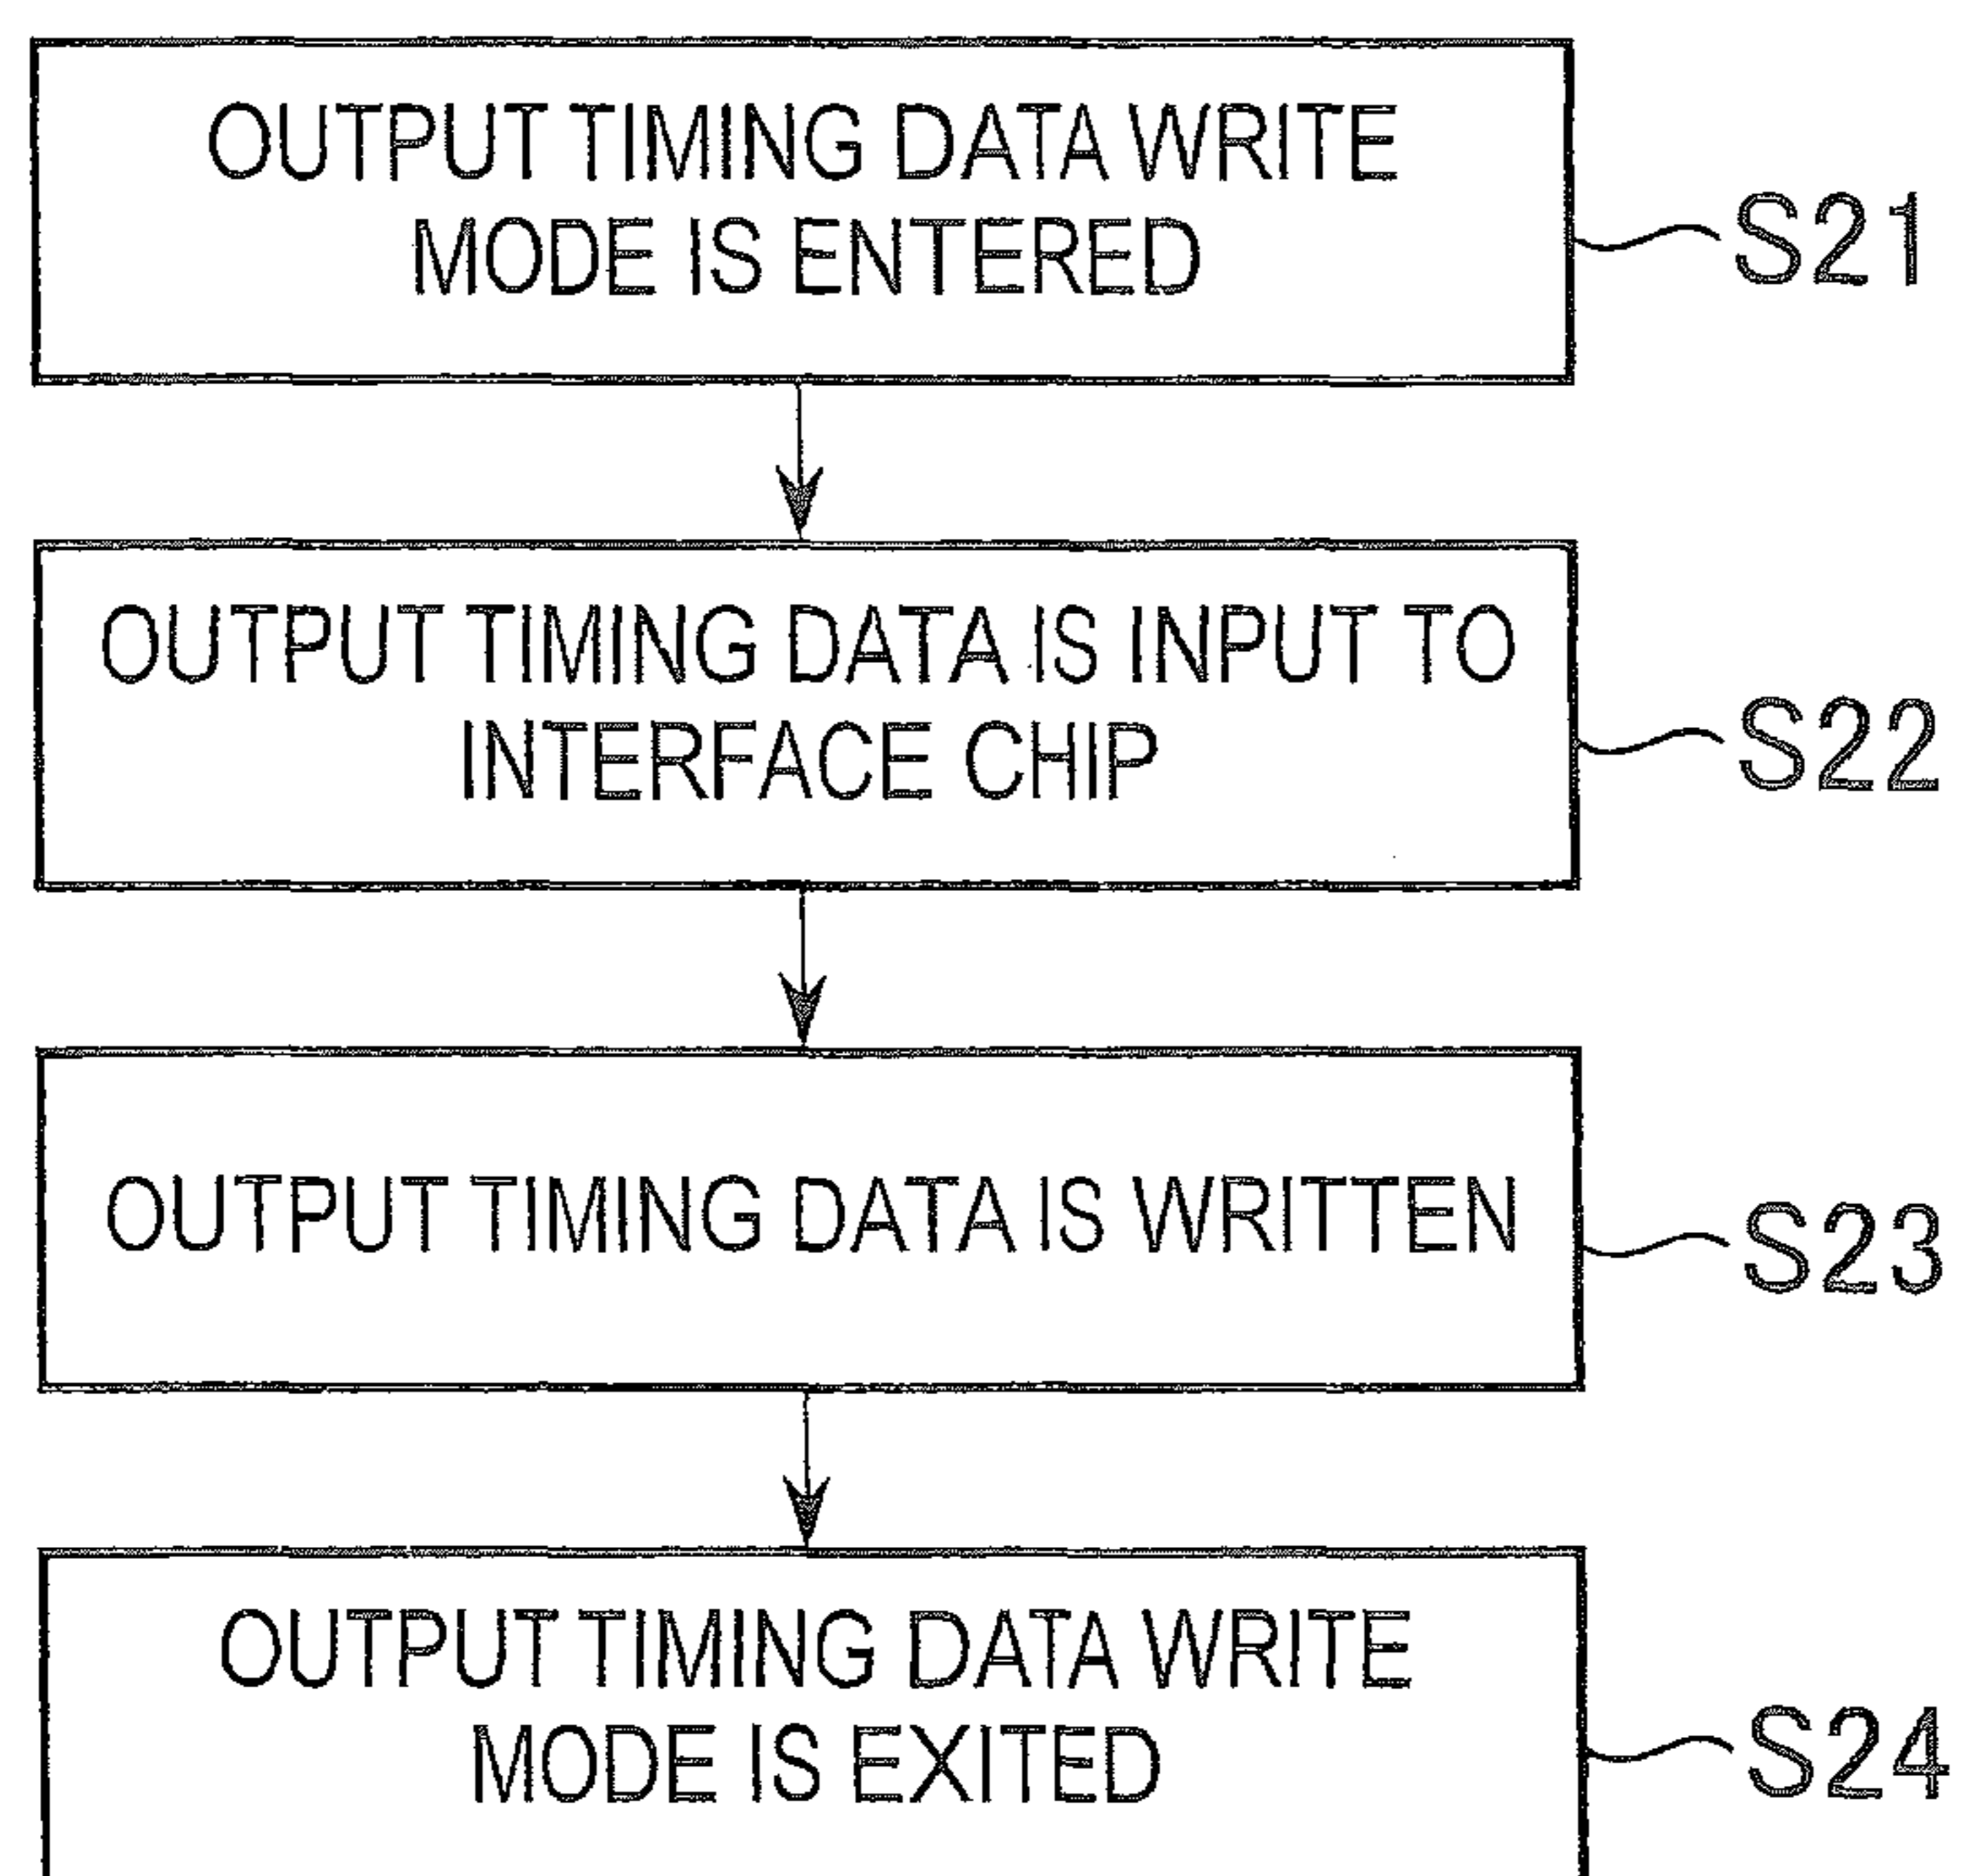 OUTPUT TIMING DATA WRITE
MODE IS ENTERED
S21
OUTPUT TIMING DATA IS INPUT TO
INTERFACE CHIP
S22
OUTPUT TIMING DATA IS WRITTEN
S23
OUTPUT TIMING DATA WRITE
MODE IS EXITED
S24